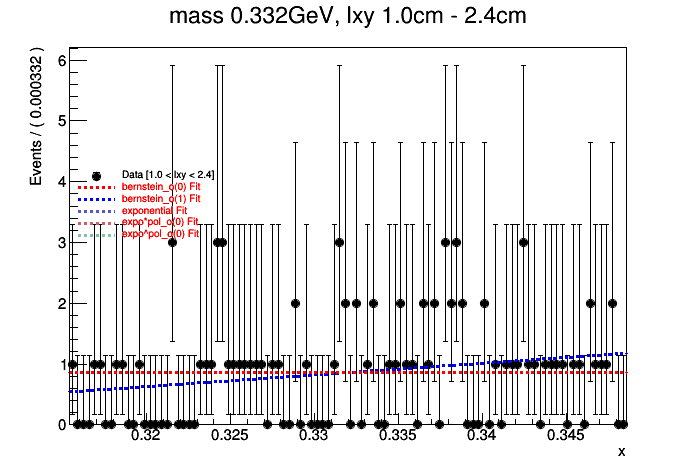 mass 0.332GeV, lxy 1.0cm - 2.4cm
Events / ( 0.000332 )
6
5
4
3
2
1
0
Data [1.0 < lxy < 2.4]
bernstein_o(0) Fit
bernstein_o(1) Fit
exponential Fit
expo*pol_o(0) Fit
expo^pol_o(0) Fit
0.32 0.325 0.33 0.335 0.34 0.345
x